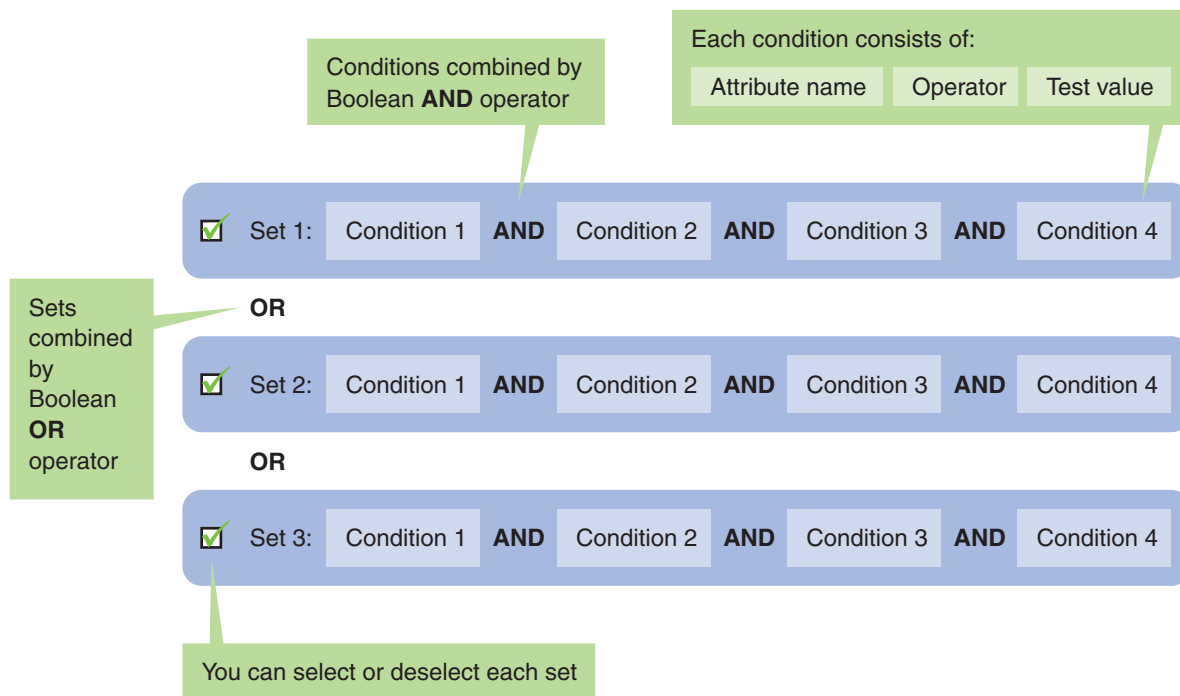 Each condition consists of:
Attribute name Operator Test value
Conditions combined by
Boolean AND operator
Set 1: Condition 1 AND Condition 2 AND Condition 3 AND Condition 4
Sets
combined
by
Boolean
OR
operator
OR
Set 2: Condition 1 AND Condition 2 AND Condition 3 AND Condition 4
OR
Set 3: Condition 1 AND Condition 2 AND Condition 3 AND Condition 4
You can select or deselect each set